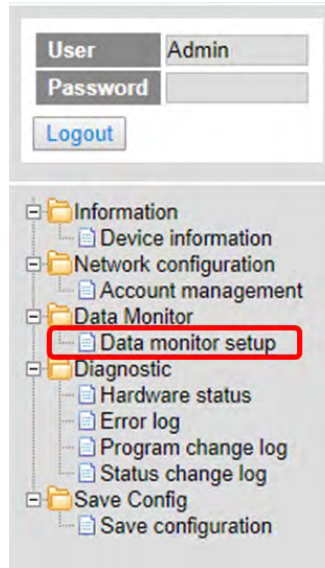 User Admin
Password
Logout
Information
Device information
Network configuration
Account management
Data Monitor
Data monitor setup
Diagnostic
Hardware status
Error log
Program change log
Status change log
Save Config
Save configuration